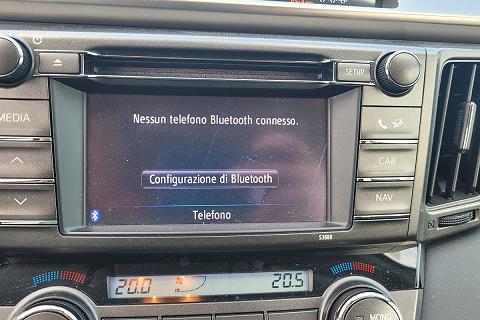 SETUP
MEDIA
Nessun telefono Bluetooth connesso.
CAR
Configurazione di Bluetooth
NAV
Telefono
53888
20.0
20.5
MONO